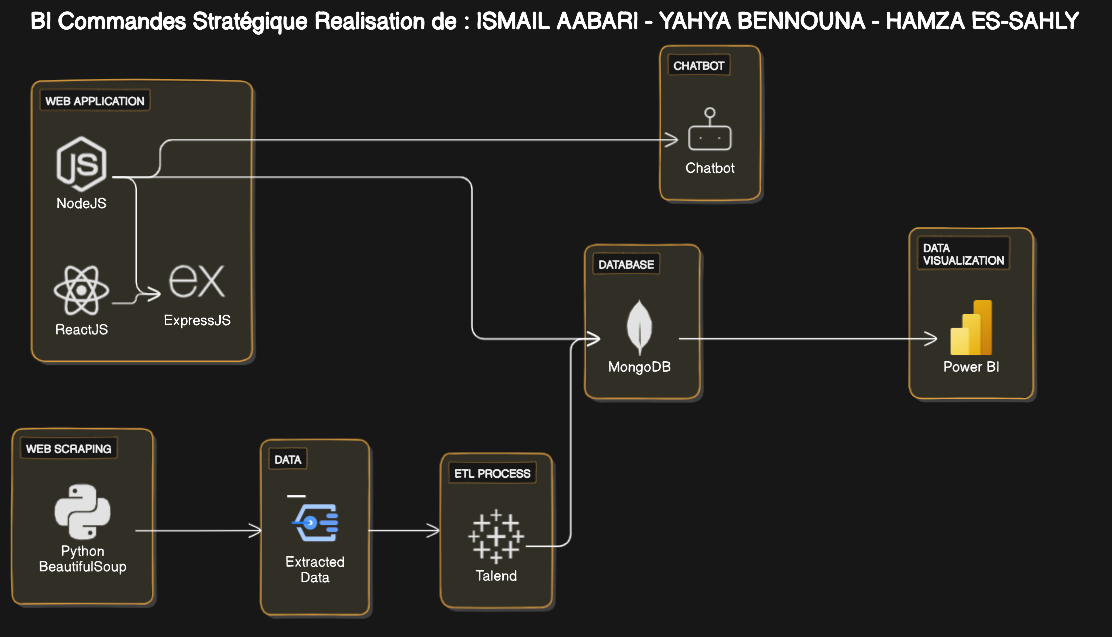 BI Commandes Stratégique Realisation de : ISMAIL AABARI - YAHYA BENNOUNA - HAMZA ES-SAHLY
CHATBOT
Chatbot
WEB APPLICATION
JS
NodeJS
ReactJS
ex
ExpressJS
DATABASE
MongoDB
DATA
VISUALIZATION
Power BI
WEB SCRAPING
Python
BeautifulSoup
DATA
Extracted
Data
ETL PROCESS
Talend